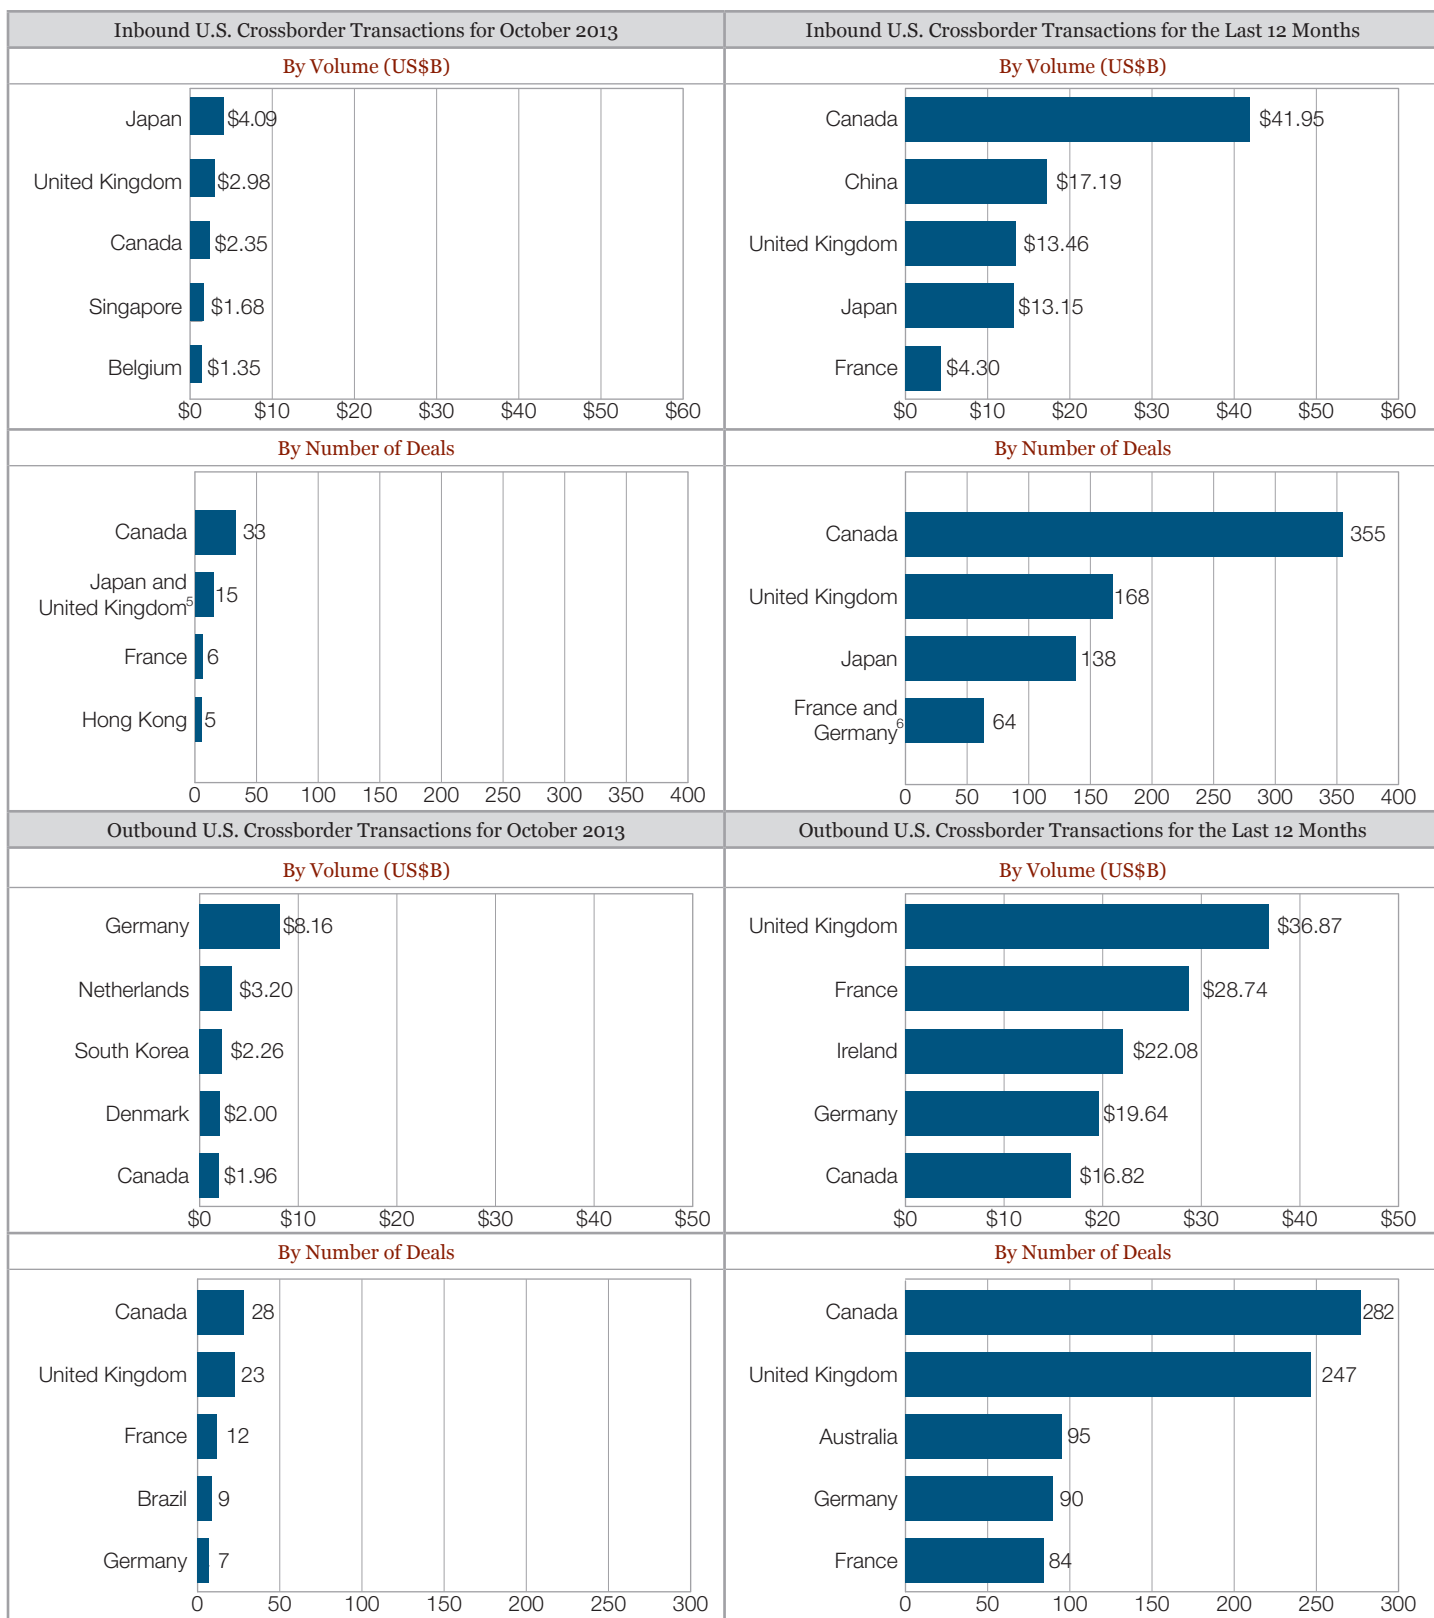 Inbound U.S. Crossborder Transactions for October 2013
By Volume (US$B)
Japan $4.09
United Kingdom $2.98
Canada $2.35
Singapore $1.68
Belgium $1.35
$0 $10 $20 $30 $40 $50 $60
By Number of Deals
Canada 33
Japan and
United Kingdom5 15
France 6
Hong Kong 5
0 50 100 150 200 250 300 350 400
Inbound U.S. Crossborder Transactions for the Last 12 Months
By Volume (US$B)
Canada $41.95
China $17.19
United Kingdom $13.46
Japan $13.15
France $4.30
$0 $10 $20 $30 $40 $50 $60
By Number of Deals
Canada 355
United Kingdom 168
Japan 138
France and
Germany6 64
0 50 100 150 200 250 300 350 400
Outbound U.S. Crossborder Transactions for October 2013
By Volume (US$B)
Germany $8.16
Netherlands $3.20
South Korea $2.26
Denmark $2.00
Canada $1.96
$0 $10 $20 $30 $40 $50
By Number of Deals
Canada 28
United Kingdom 23
France 12
Brazil 9
Germany 7
0 50 100 150 200 250 300
Outbound U.S. Crossborder Transactions for the Last 12 Months
By Volume (US$B)
United Kingdom $36.87
France $28.74
Ireland $22.08
Germany $19.64
Canada $16.82
$0 $10 $20 $30 $40 $50
By Number of Deals
Canada 282
United Kingdom 247
Australia 95
Germany 90
France 84
0 50 100 150 200 250 300